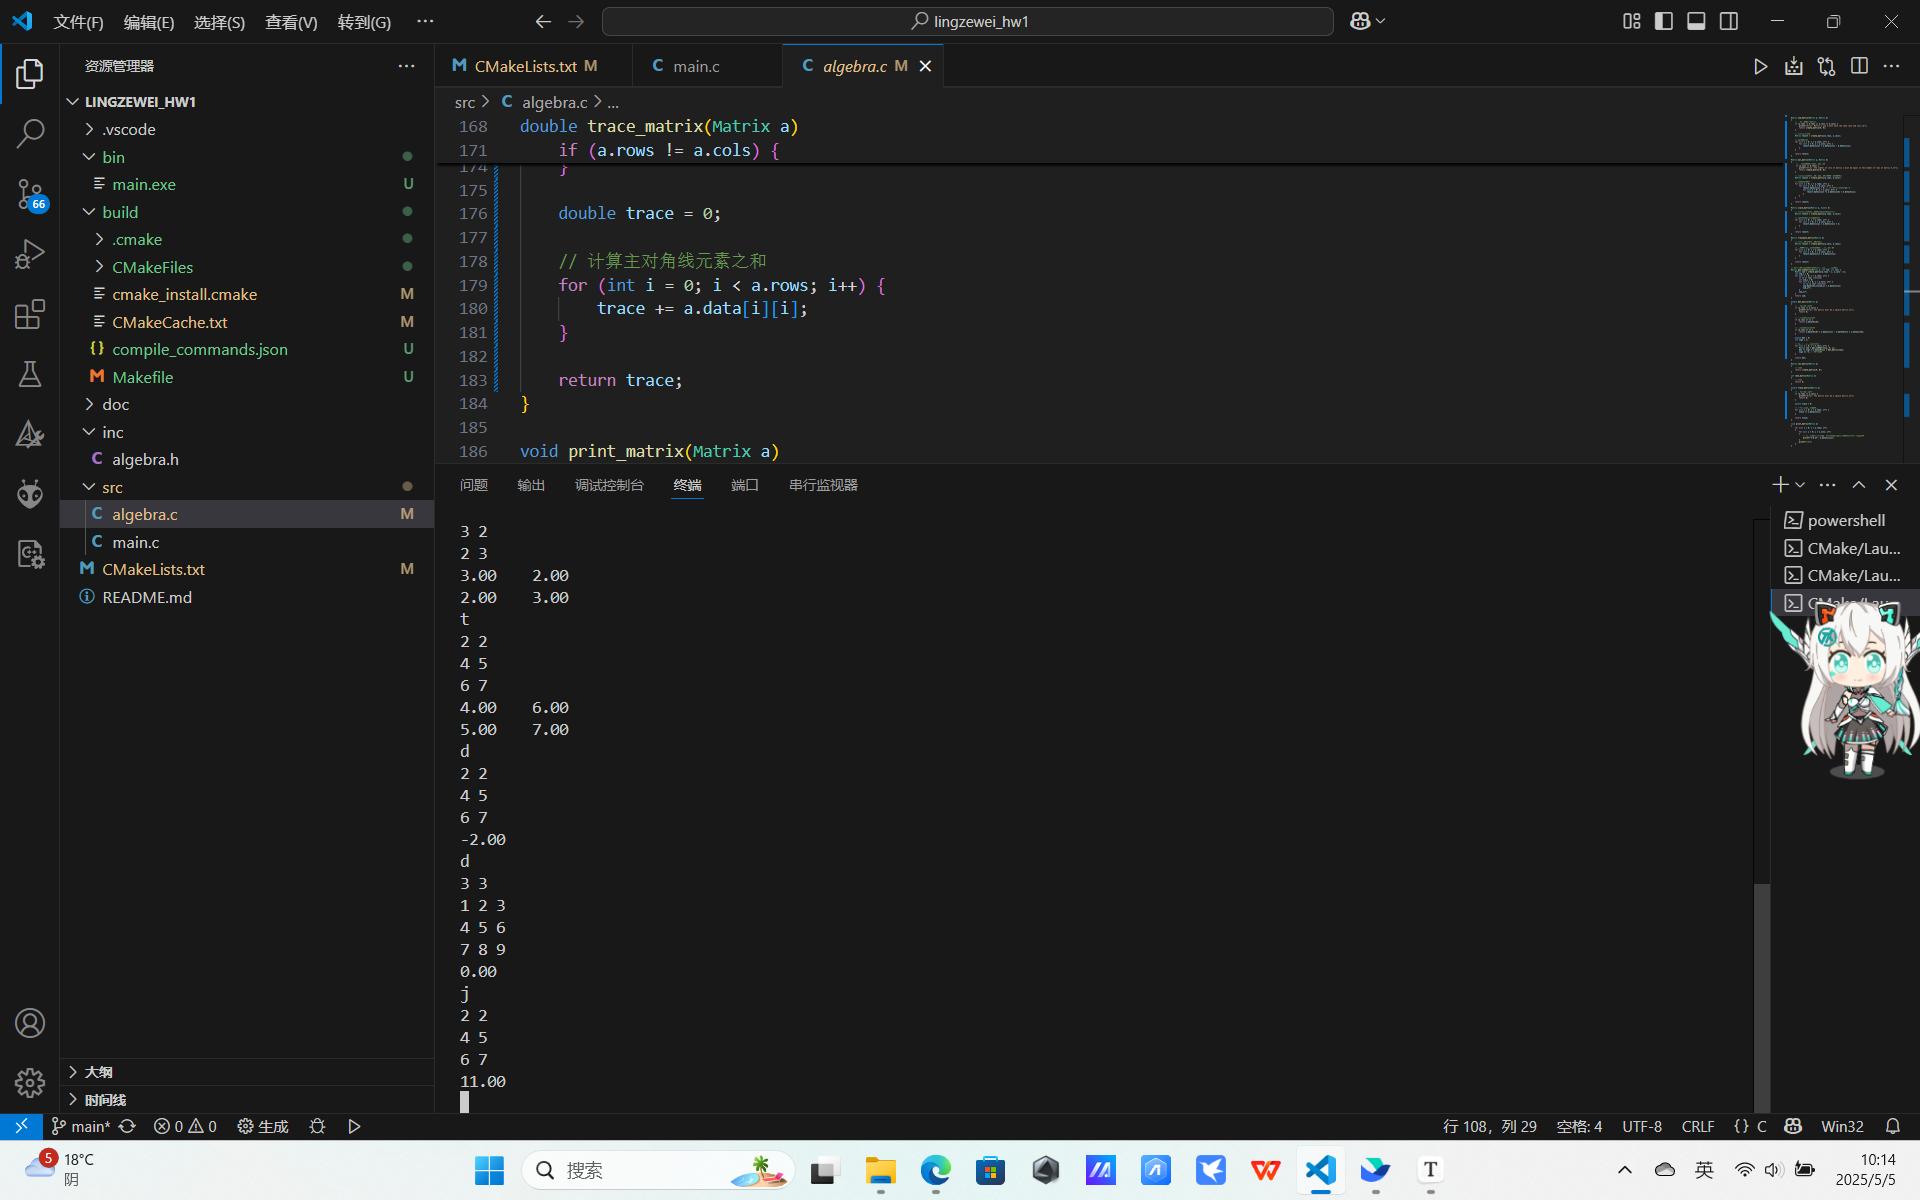 文件(F) 编辑(E) 选择(S) 查看(V) 转到(G) ··· lingzewei_hw1
资源管理器
LINGZEWEI_HW1
.vscode
bin
main.exe U
build
.cmake
CMakeFiles
cmake_install.cmake M
CMakeCache.txt M
compile_commands.json U
Makefile U
doc
inc
algebra.h
src
algebra.c M
main.c
CMakeLists.txt M
README.md
66
大纲
时间线
CMakeLists.txt M main.c algebra.c M
src > algebra.c > ...
168 double trace_matrix(Matrix a)
171 if (a.rows != a.cols) {
174 }
175
176 double trace = 0;
177
178 // 计算主对角线元素之和
179 for (int i = 0; i < a.rows; i++) {
180 trace += a.data[i][i];
181 }
182
183 return trace;
184 }
185
186 void print_matrix(Matrix a)
问题 输出 调试控制台 终端 端口 串行监视器
3 2
2 3
3.00 2.00
2.00 3.00
t
2 2
4 5
6 7
4.00 6.00
5.00 7.00
d
2 2
4 5
6 7
-2.00
d
3 3
1 2 3
4 5 6
7 8 9
0.00
j
2 2
4 5
6 7
11.00
powershell
CMake/Lau...
CMake/Lau...
CMake/Lau...
main* 0 0 生成 行 108，列 29 空格: 4 UTF-8 CRLF {} C Win32
5 18°C
阴
搜索
英
10:14
2025/5/5